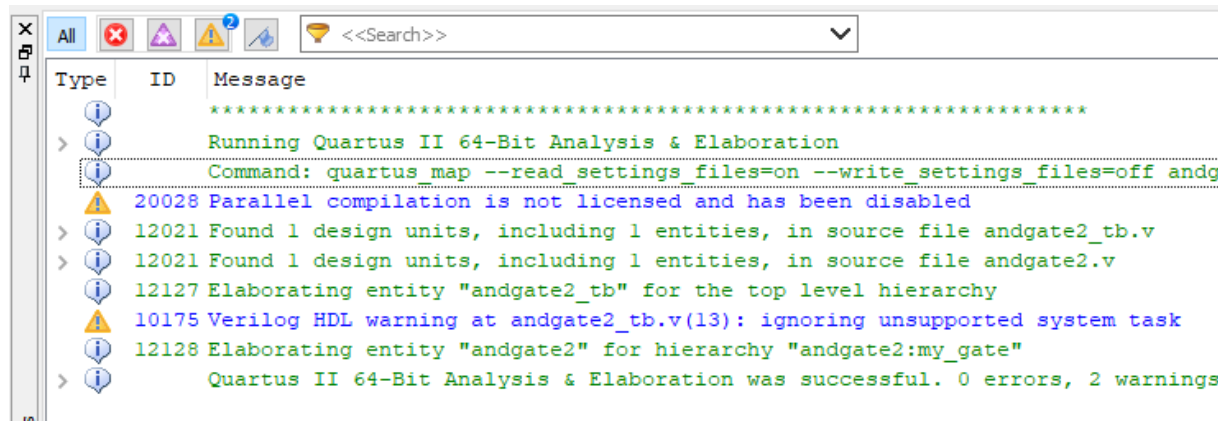 All 2 <<Search>>
Type ID Message
*******************************************************************
Running Quartus II 64-Bit Analysis & Elaboration
Command: quartus_map --read_settings_files=on --write_settings_files=off andg
20028 Parallel compilation is not licensed and has been disabled
12021 Found 1 design units, including 1 entities, in source file andgate2_tb.v
12021 Found 1 design units, including 1 entities, in source file andgate2.v
12127 Elaborating entity "andgate2_tb" for the top level hierarchy
10175 Verilog HDL warning at andgate2_tb.v(13): ignoring unsupported system task
12128 Elaborating entity "andgate2" for hierarchy "andgate2:my_gate"
Quartus II 64-Bit Analysis & Elaboration was successful. 0 errors, 2 warnings